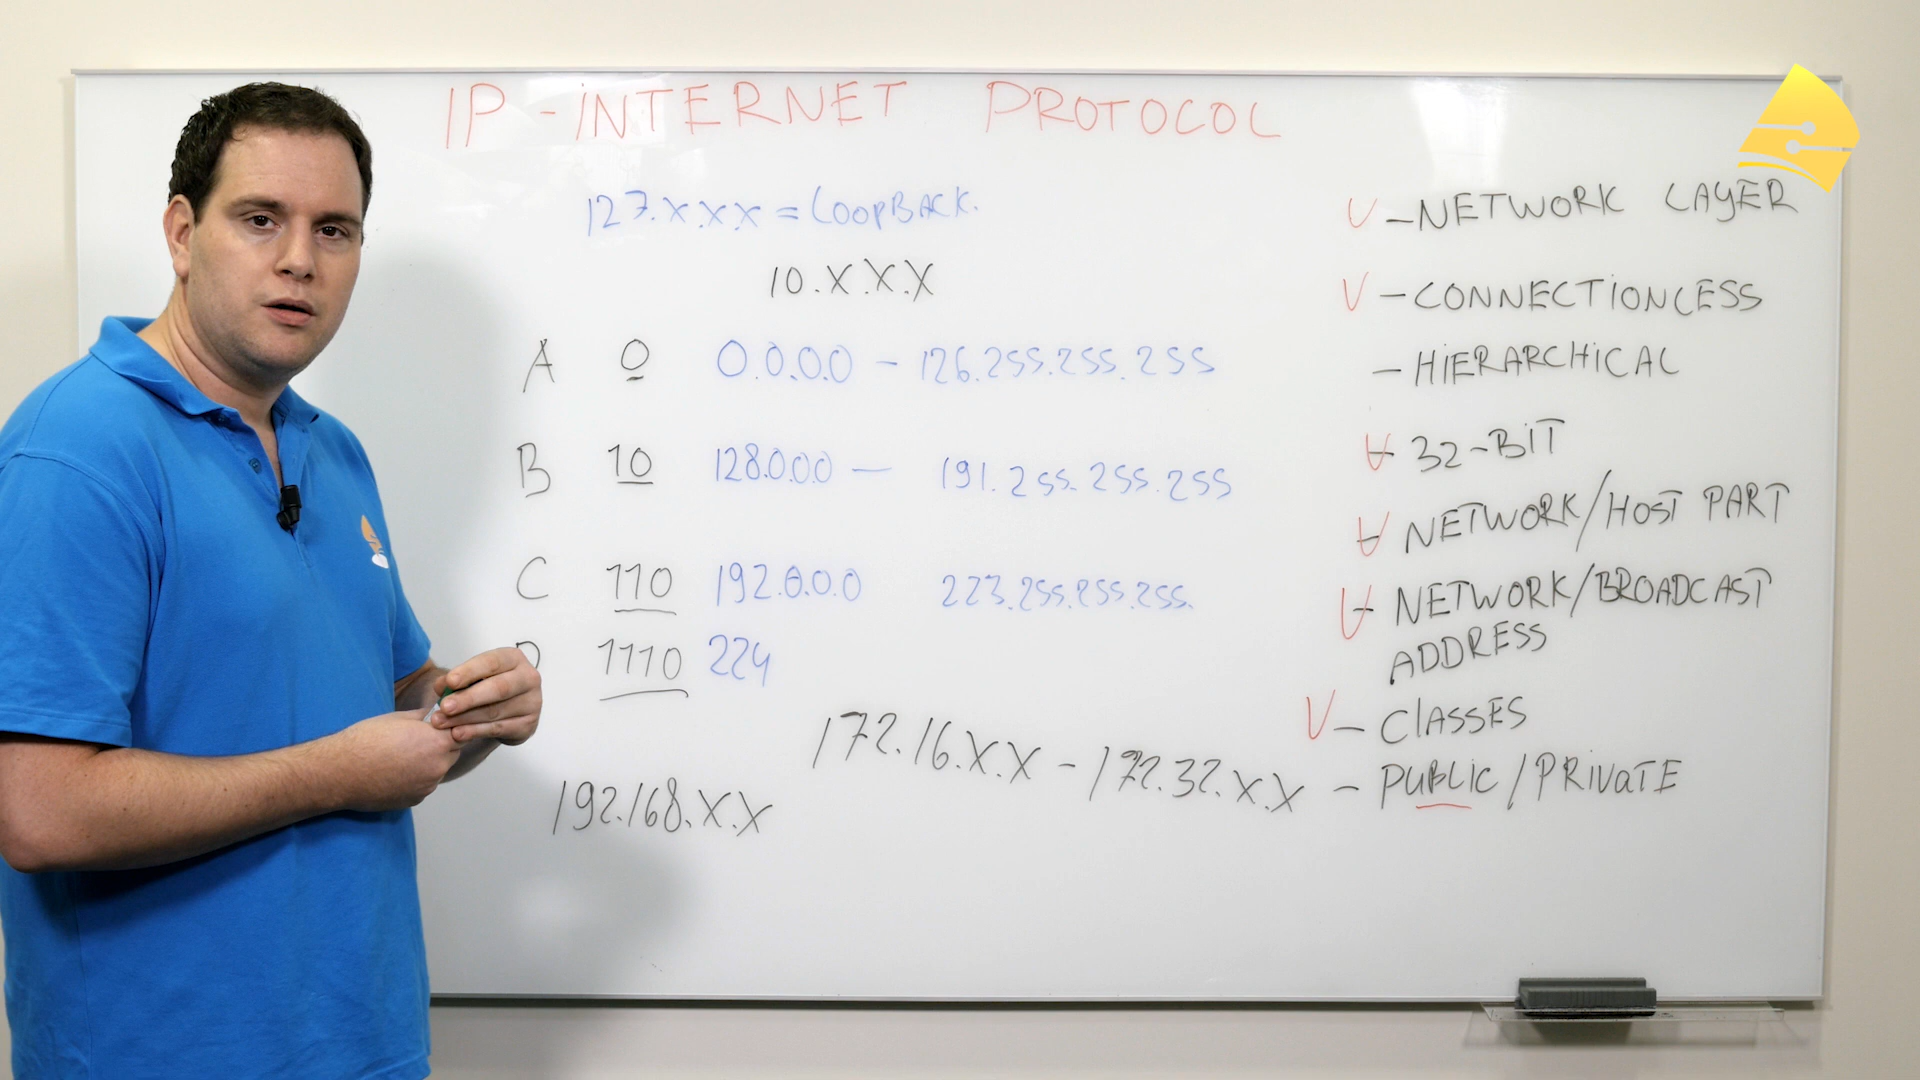 IP - INTERNET PROTOCOL
127.X.X.X = LOOPBACK.
10.X.X.X
A 0 0.0.0.0 - 126.255.255.255
B 10 128.0.0.0 - 191.255.255.255
C 110 192.0.0.0 223.255.255.255.
D 1110 224
172.16.X.X - 172.32.X.X
192.168.X.X
V - NETWORK LAYER
V - CONNECTIONLESS
- HIERARCHICAL
V - 32-BIT
V - NETWORK/HOST PART
V - NETWORK/BROADCAST
ADDRESS
V - CLASSES
- PUBLIC/PRIVATE